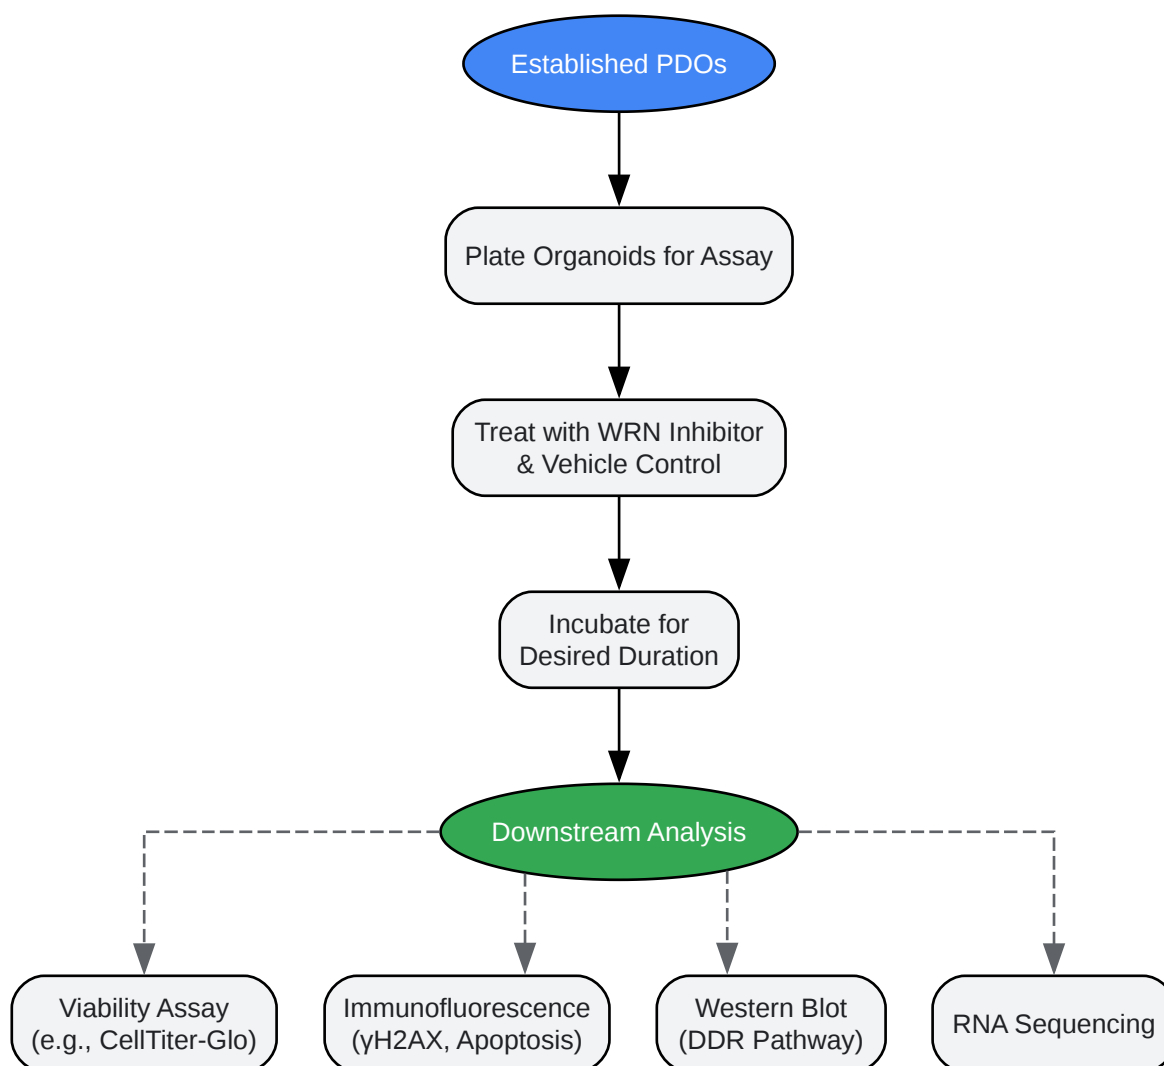 Established PDOs
Plate Organoids for Assay
Treat with WRN Inhibitor
& Vehicle Control
Incubate for
Desired Duration
Downstream Analysis
Viability Assay
(e.g., CellTiter-Glo)
Immunofluorescence
(γH2AX, Apoptosis)
Western Blot
(DDR Pathway)
RNA Sequencing